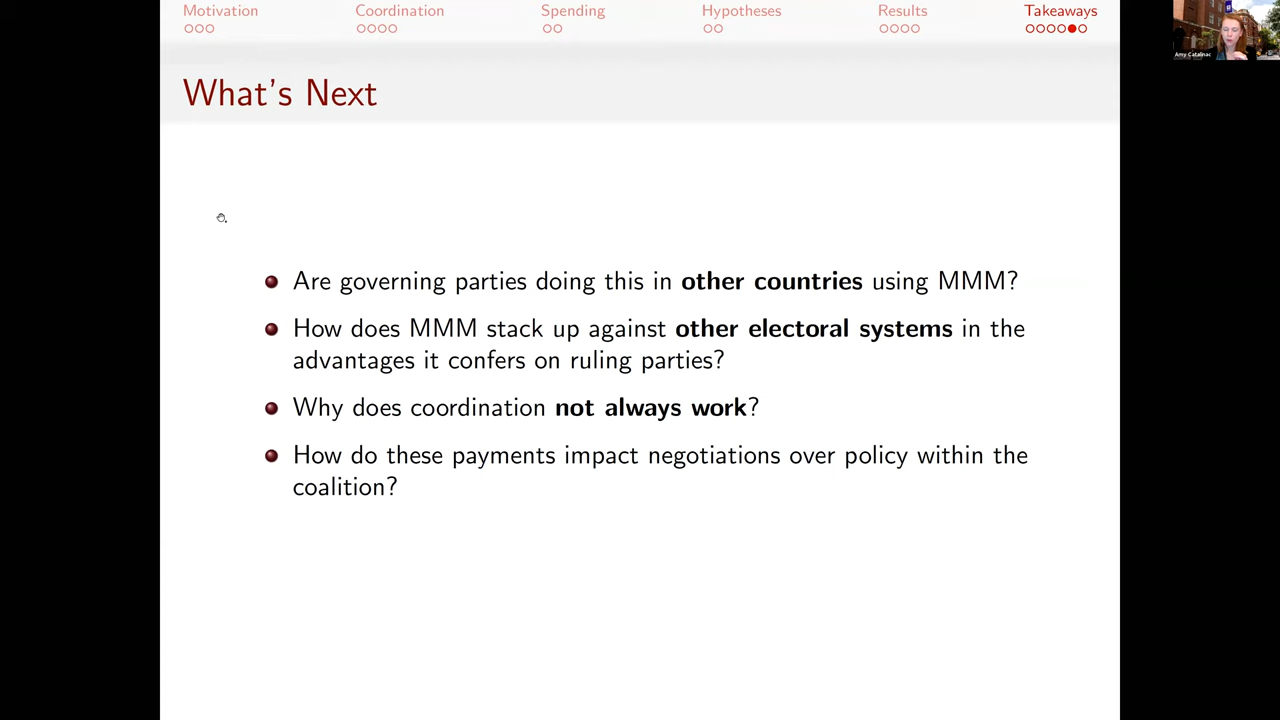 Motivation Coordination Spending Hypotheses Results Takeaways
Amy Catalinac
What's Next
Are governing parties doing this in other countries using MMM?
How does MMM stack up against other electoral systems in the
advantages it confers on ruling parties?
Why does coordination not always work?
How do these payments impact negotiations over policy within the
coalition?